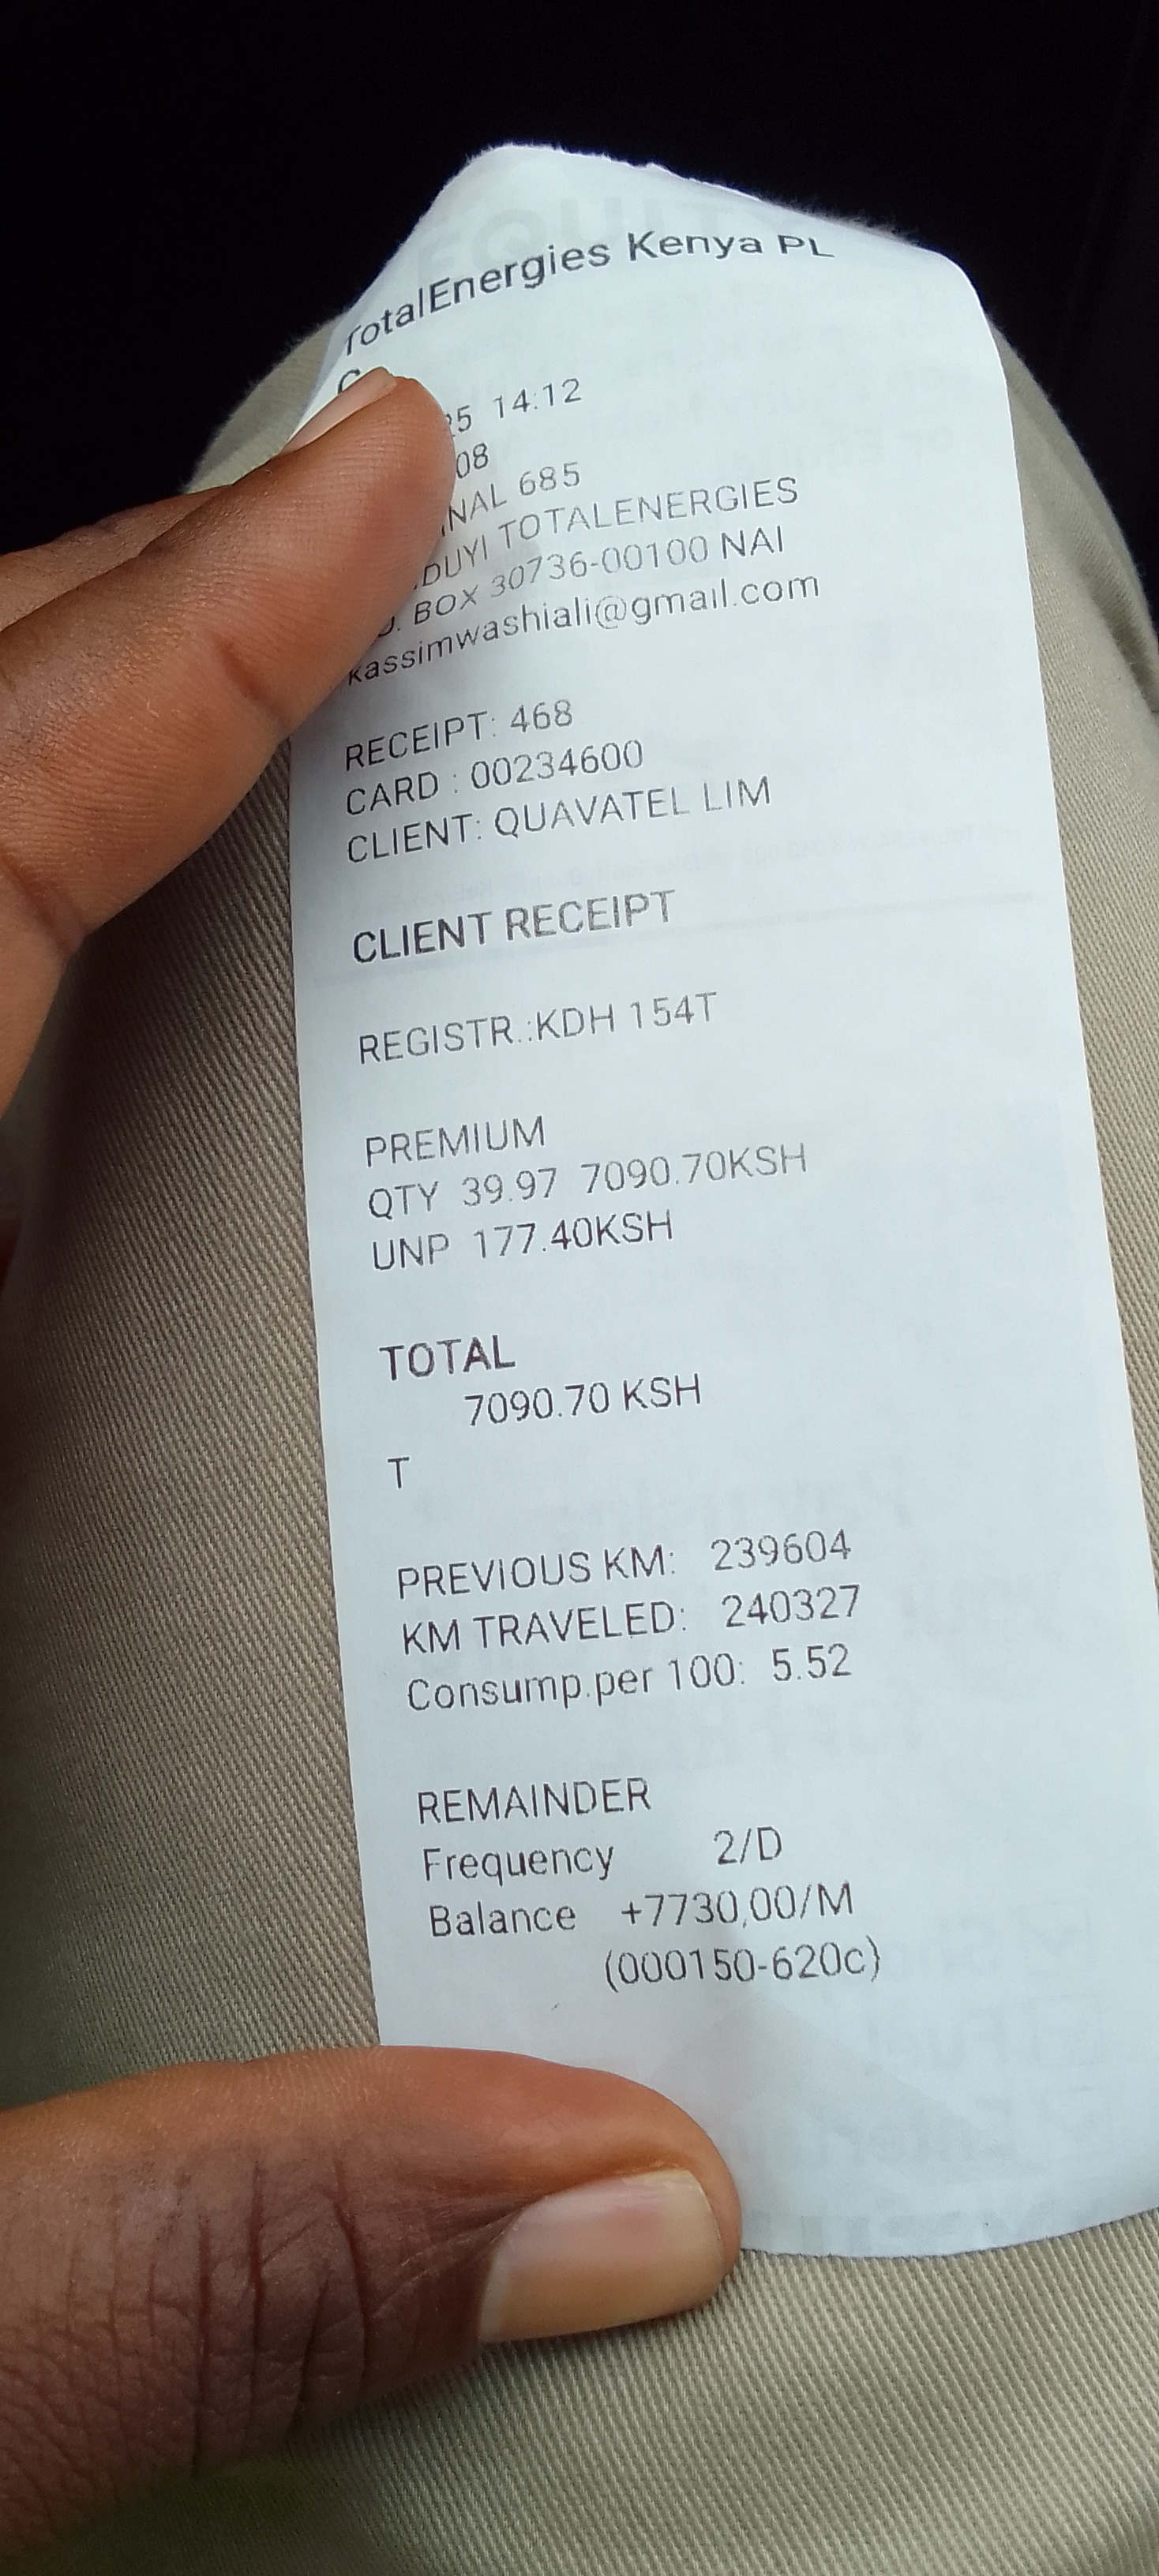 TotalEnergies Kenya PL
25 14:12
08
685
TOTALENERGIES
BOX 30736-00100 NAI
kassimwashiali@gmail.com
RECEIPT: 468
CARD : 00234600
CLIENT: QUAVATEL LIM
CLIENT RECEIPT
REGISTR.:KDH 154T
PREMIUM
QTY 39.97 7090.70KSH
UNP 177.40KSH
TOTAL
7090.70 KSH
T
PREVIOUS KM: 239604
KM TRAVELED: 240327
Consump.per 100: 5.52
REMAINDER
Frequency 2/D
Balance +7730,00/M
(000150-620c)